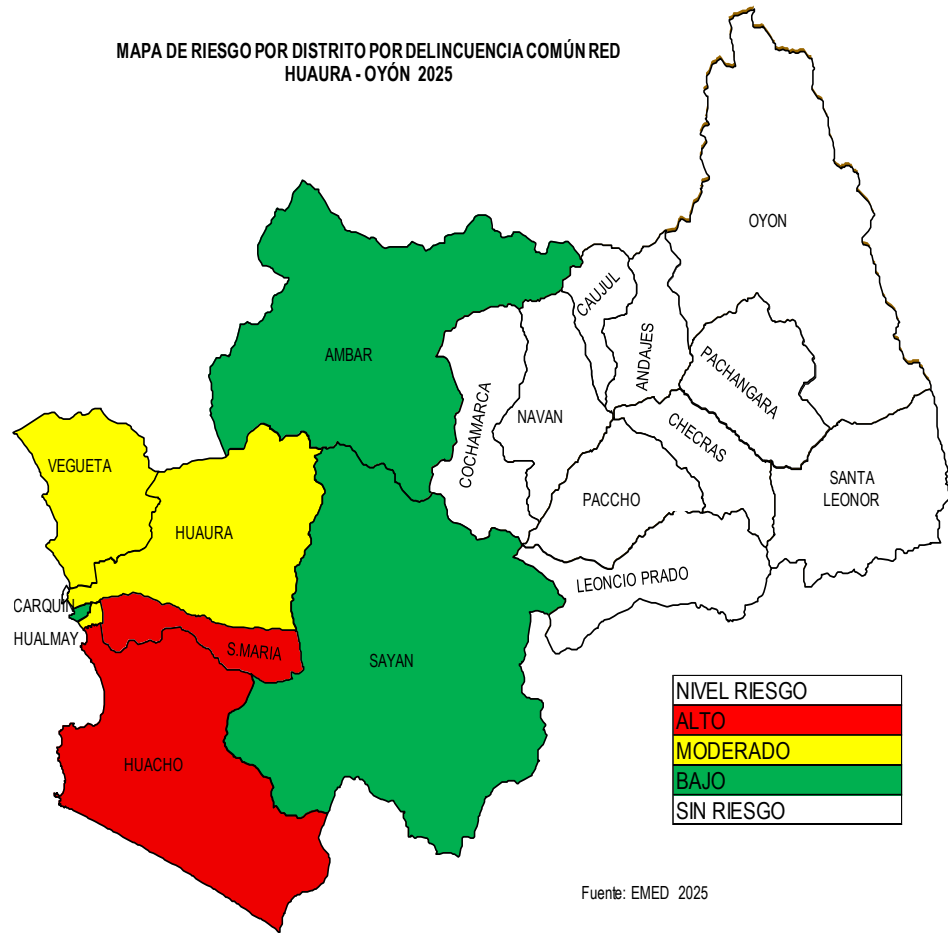 MAPA DE RIESGO POR DISTRITO POR DELINCUENCIA COMÚN RED
HUAURA - OYÓN 2025
OYON
CAUJUL
ANDAJES
PACHANGARA
AMBAR
COCHAMARCA
NAVAN
CHECRAS
VEGUETA
HUAURA
PACCHO
SANTA
LEONOR
LEONCIO PRADO
CARQUIN
HUALMAY
S.MARIA
SAYAN
HUACHO
NIVEL RIESGO
ALTO
MODERADO
BAJO
SIN RIESGO
Fuente: EMED 2025